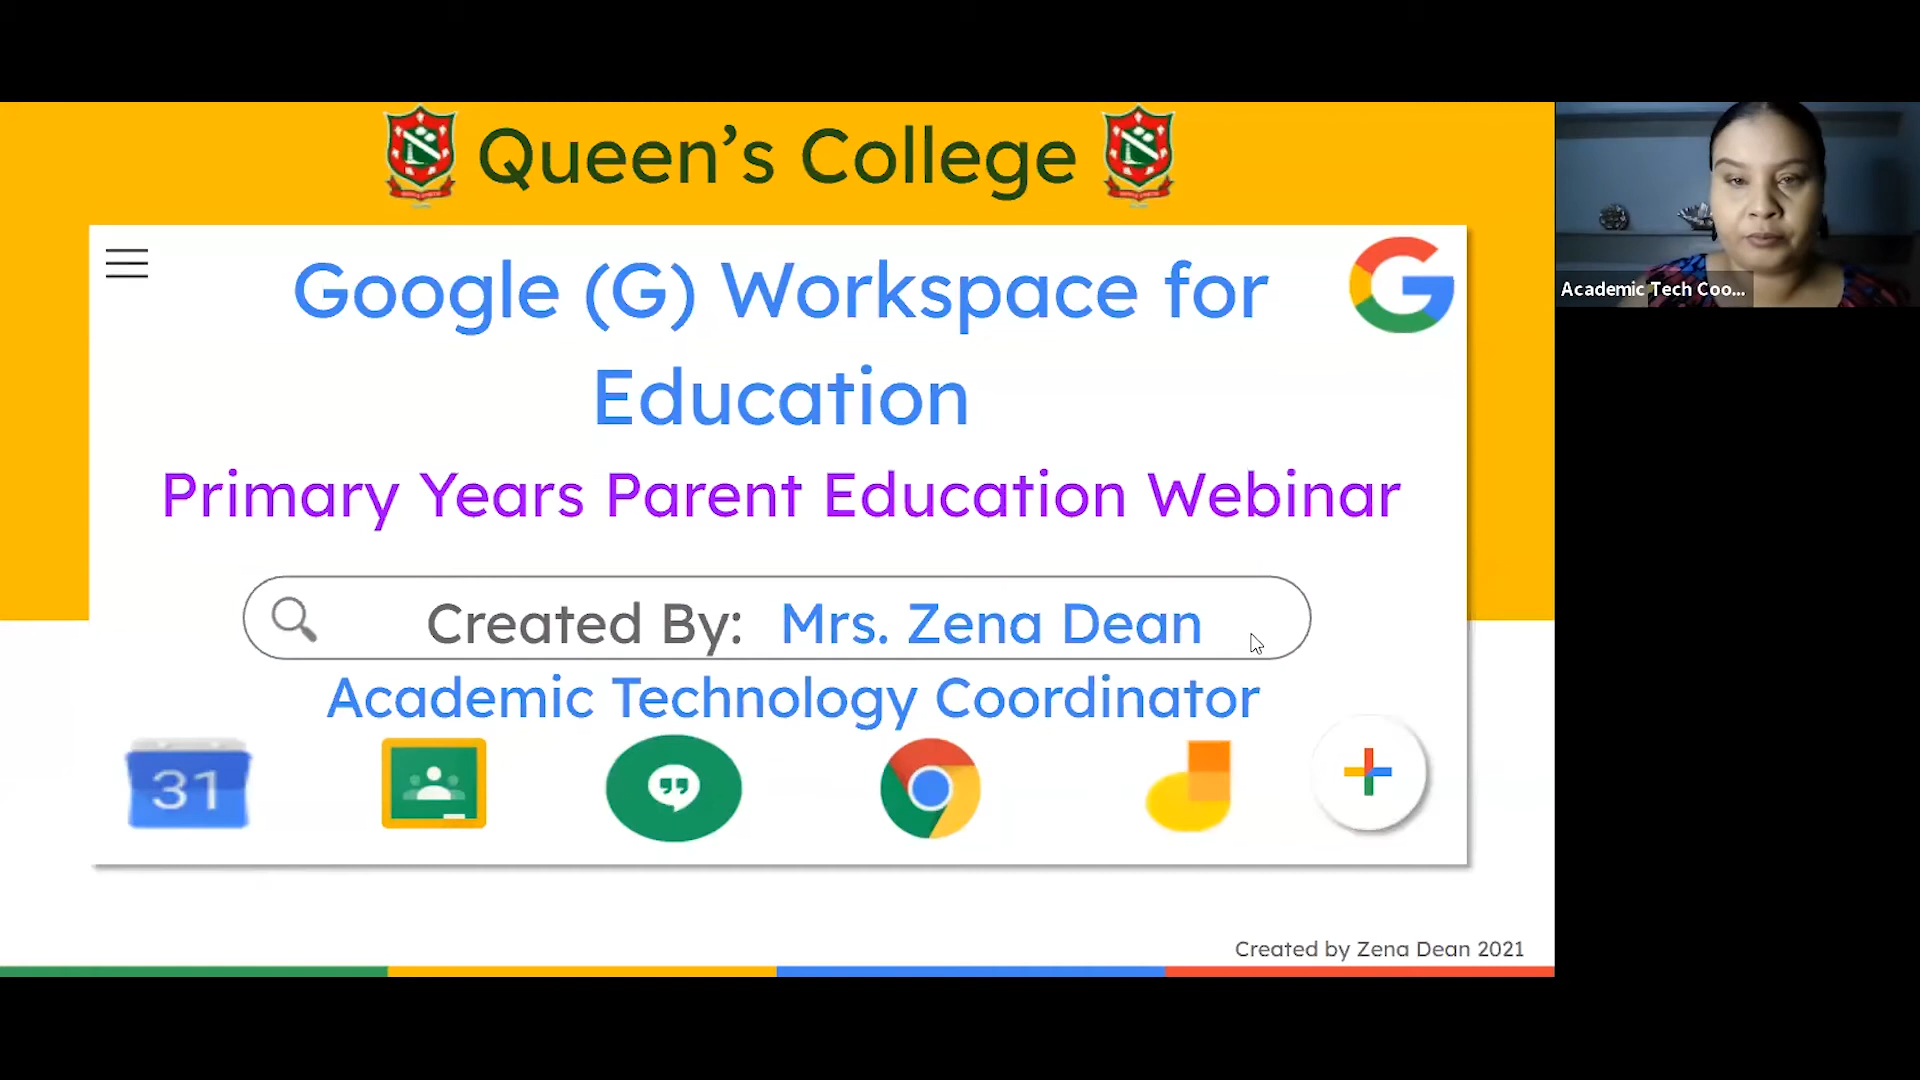 Queen’s College
Google (G) Workspace for
Education
Primary Years Parent Education Webinar
Created By: Mrs. Zena Dean
Academic Technology Coordinator
31
Created by Zena Dean 2021
Academic Tech Coo...